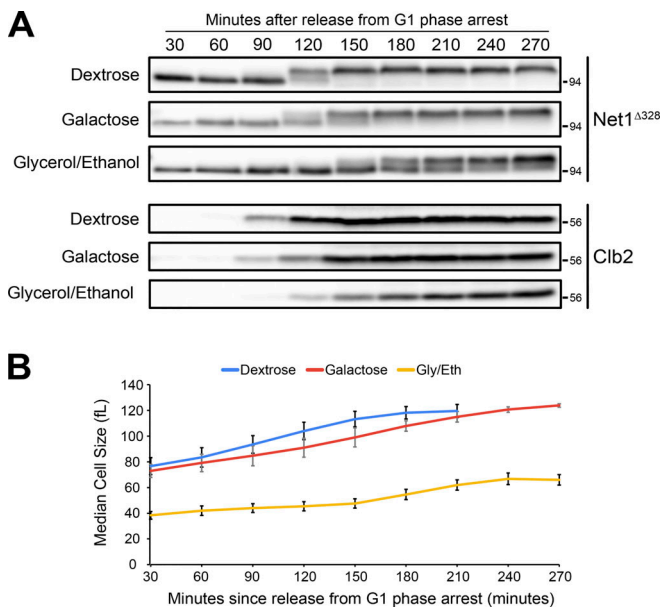 A
Minutes after release from G1 phase arrest
30 60 90 120 150 180 210 240 270
Dextrose
-94
Galactose
-94
Net1Δ328
Glycerol/Ethanol
-94
Dextrose
-56
Galactose
-56
Clb2
Glycerol/Ethanol
-56
B
Dextrose Galactose Gly/Eth
Median Cell Size (fL)
140
120
100
80
60
40
20
0
30 60 90 120 150 180 210 240 270
Minutes since release from G1 phase arrest (minutes)